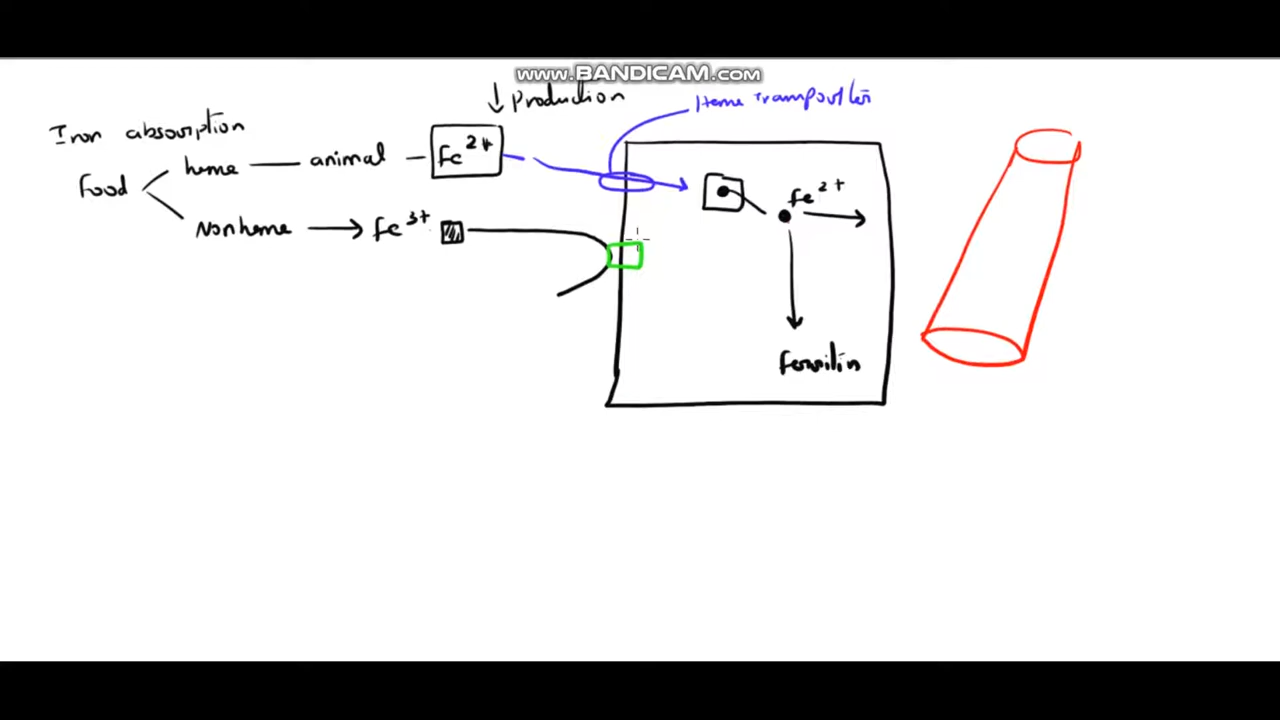 www.BANDICAM.com
↓ Production
Heme transporter
Iron absorption
Food
heme — animal — Fe2+
Nonheme → Fe3+
Fe2+
Ferritin